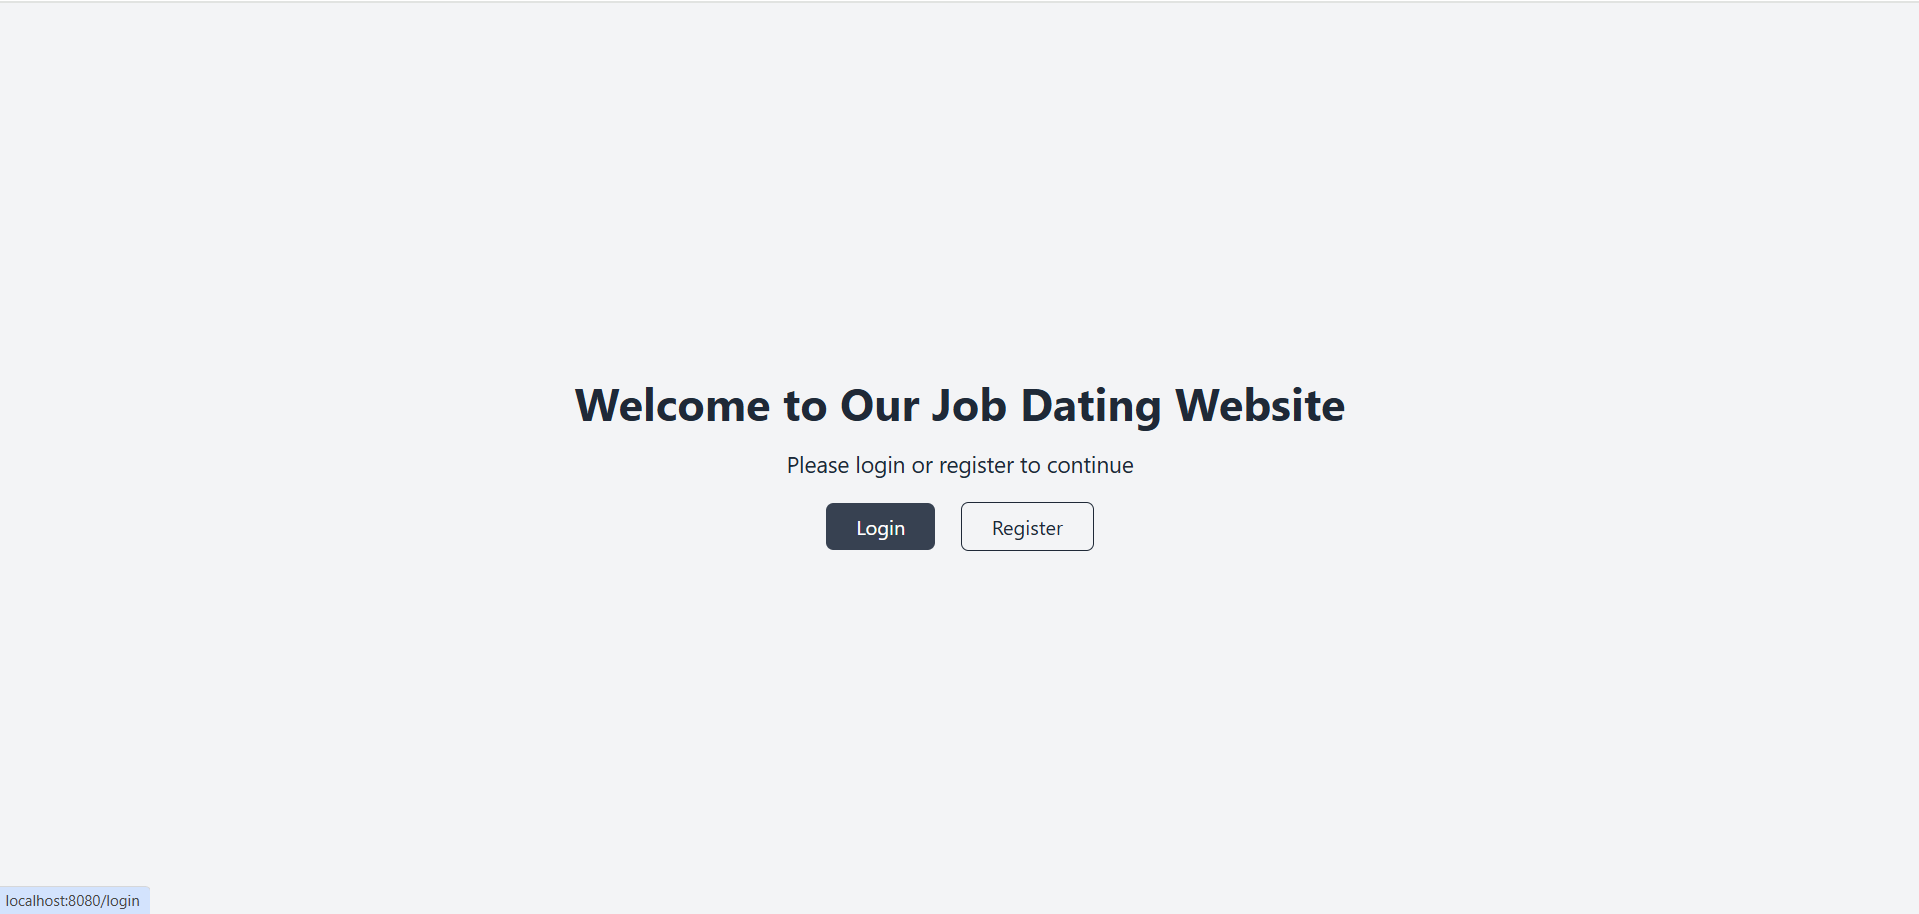 Welcome to Our Job Dating Website
Please login or register to continue
Login
Register
localhost:8080/login